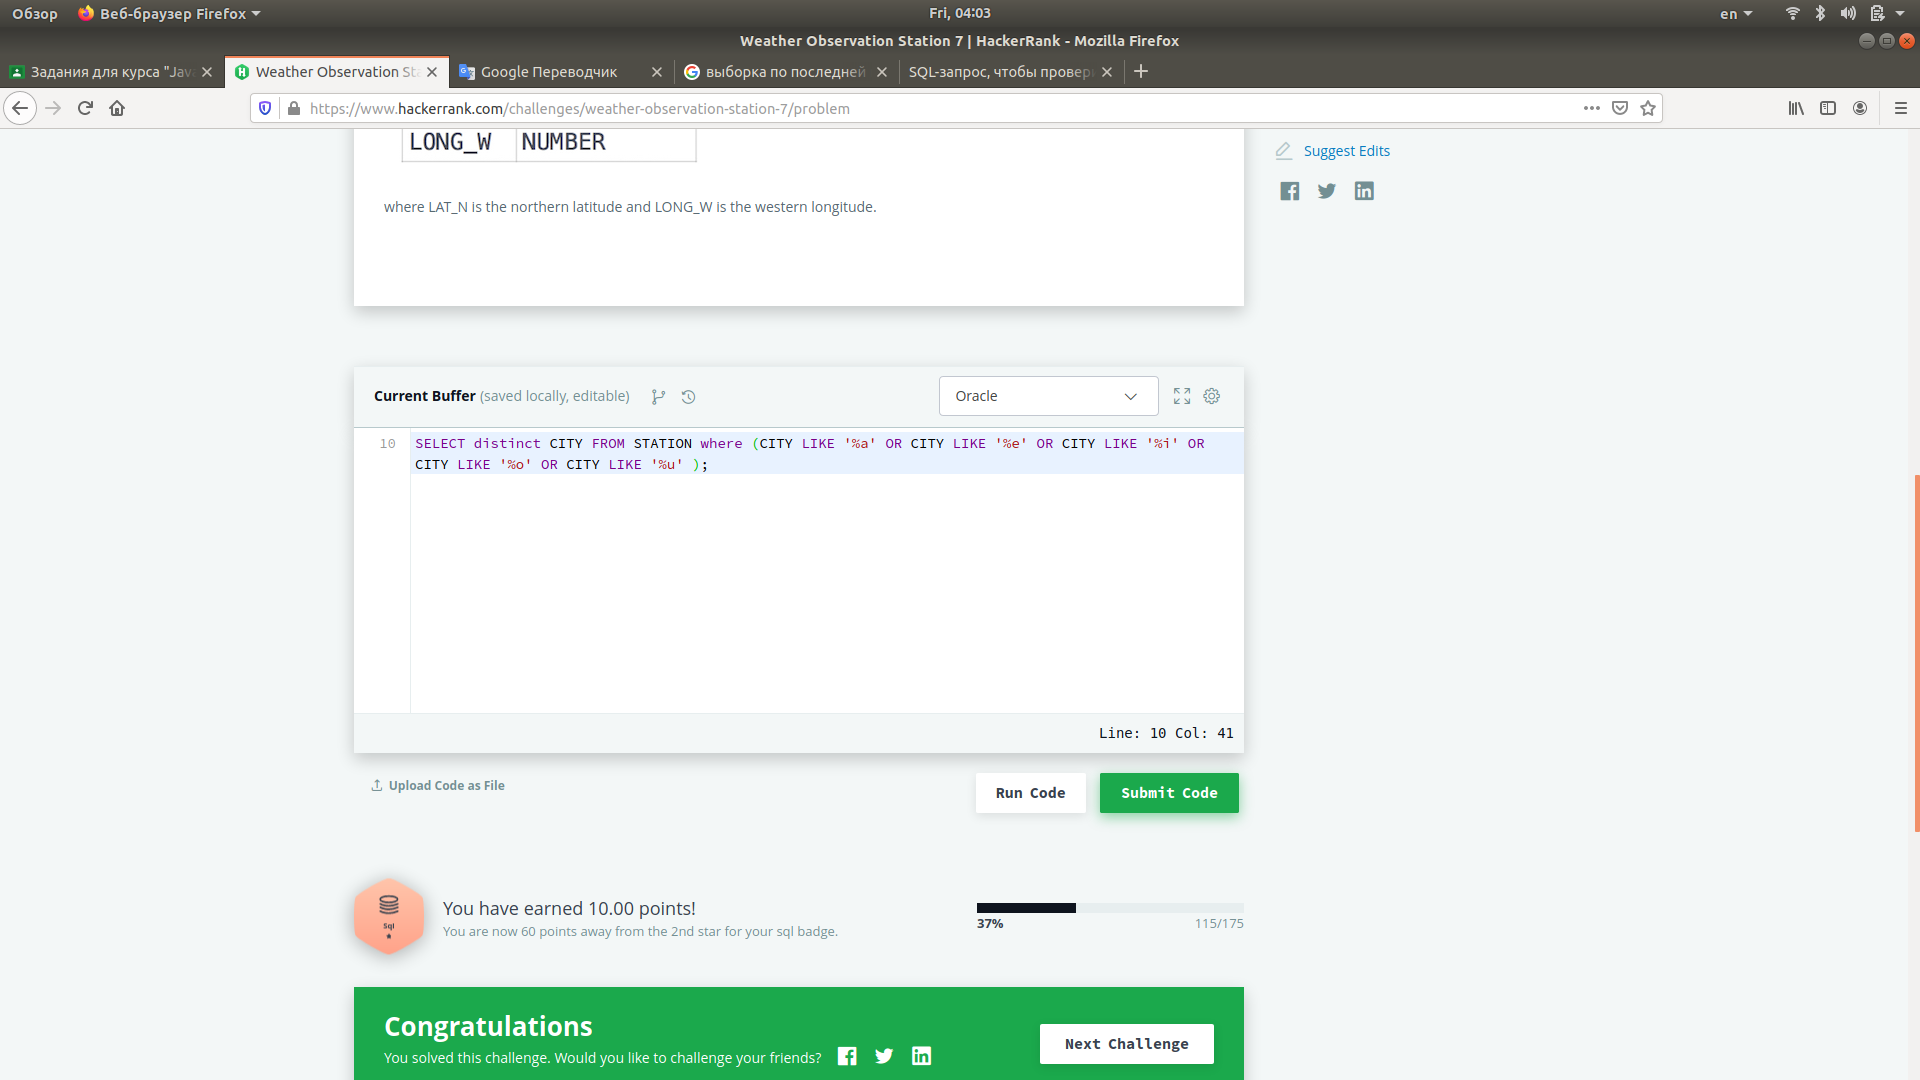 Обзор
Веб-браузер Firefox
Fri, 04:03
en
Weather Observation Station 7 | HackerRank - Mozilla Firefox
Задания для курса "Jav
Weather Observation Sta
Google Переводчик
выборка по последней
SQL-запрос, чтобы провер
https://www.hackerrank.com/challenges/weather-observation-station-7/problem
LONG_W NUMBER
Suggest Edits
where LAT_N is the northern latitude and LONG_W is the western longitude.
Current Buffer (saved locally, editable)
Oracle
10 SELECT distinct CITY FROM STATION where (CITY LIKE '%a' OR CITY LIKE '%e' OR CITY LIKE '%i' OR
CITY LIKE '%o' OR CITY LIKE '%u' );
Line: 10 Col: 41
Upload Code as File
Run Code
Submit Code
Sql
You have earned 10.00 points!
You are now 60 points away from the 2nd star for your sql badge.
37%
115/175
Congratulations
You solved this challenge. Would you like to challenge your friends?
Next Challenge